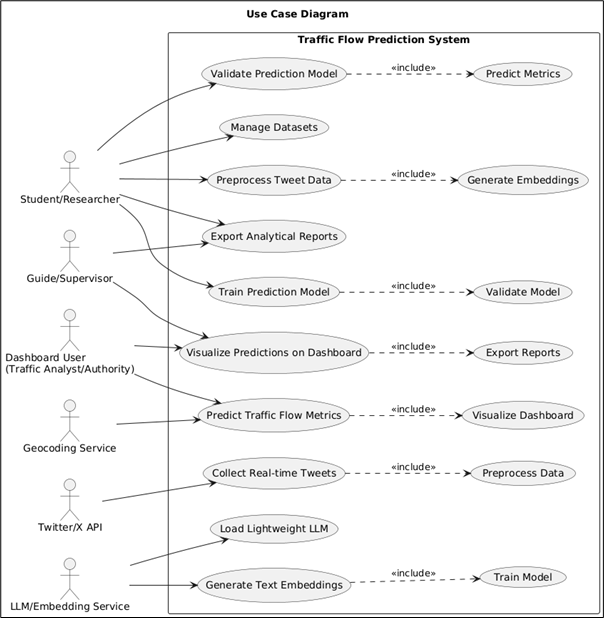 Use Case Diagram
Traffic Flow Prediction System
Validate Prediction Model
«include»
Predict Metrics
Manage Datasets
Student/Researcher
Preprocess Tweet Data
«include»
Generate Embeddings
Export Analytical Reports
Guide/Supervisor
Train Prediction Model
«include»
Validate Model
Dashboard User
(Traffic Analyst/Authority)
Visualize Predictions on Dashboard
«include»
Export Reports
Geocoding Service
Predict Traffic Flow Metrics
«include»
Visualize Dashboard
Twitter/X API
Collect Real-time Tweets
«include»
Preprocess Data
Load Lightweight LLM
LLM/Embedding Service
Generate Text Embeddings
«include»
Train Model